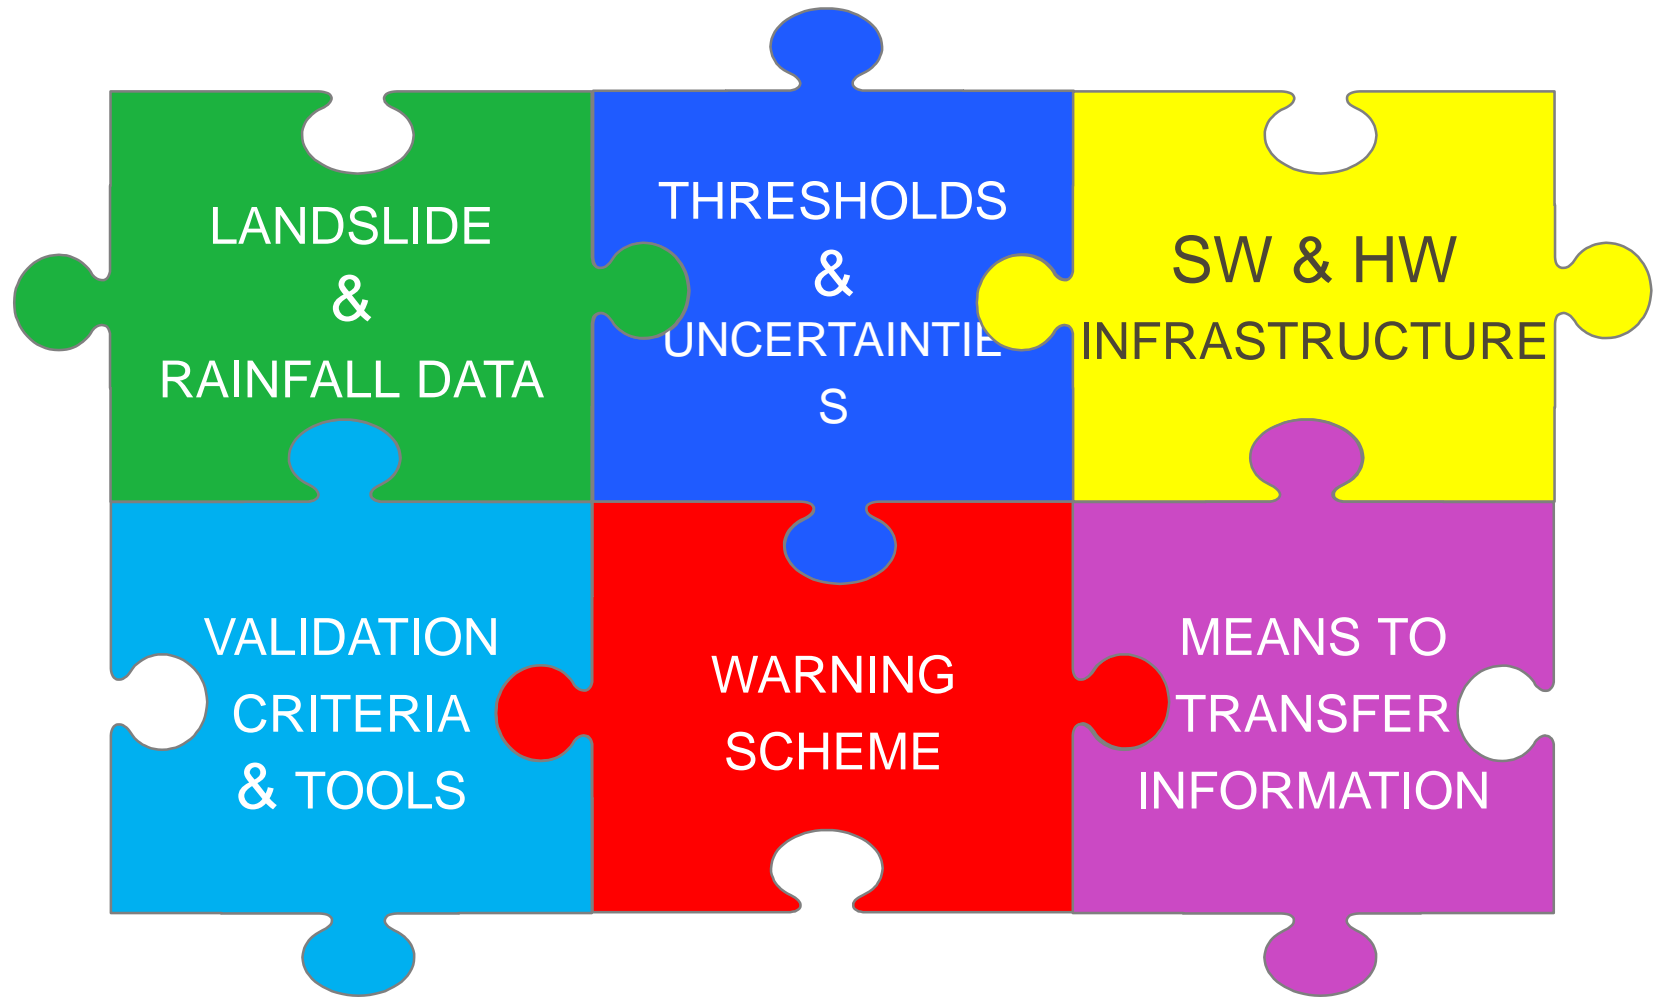 LANDSLIDE
&
RAINFALL DATA
THRESHOLDS
&
UNCERTAINTIE
S
SW & HW
INFRASTRUCTURE
VALIDATION
CRITERIA
& TOOLS
WARNING
SCHEME
MEANS TO
TRANSFER
INFORMATION